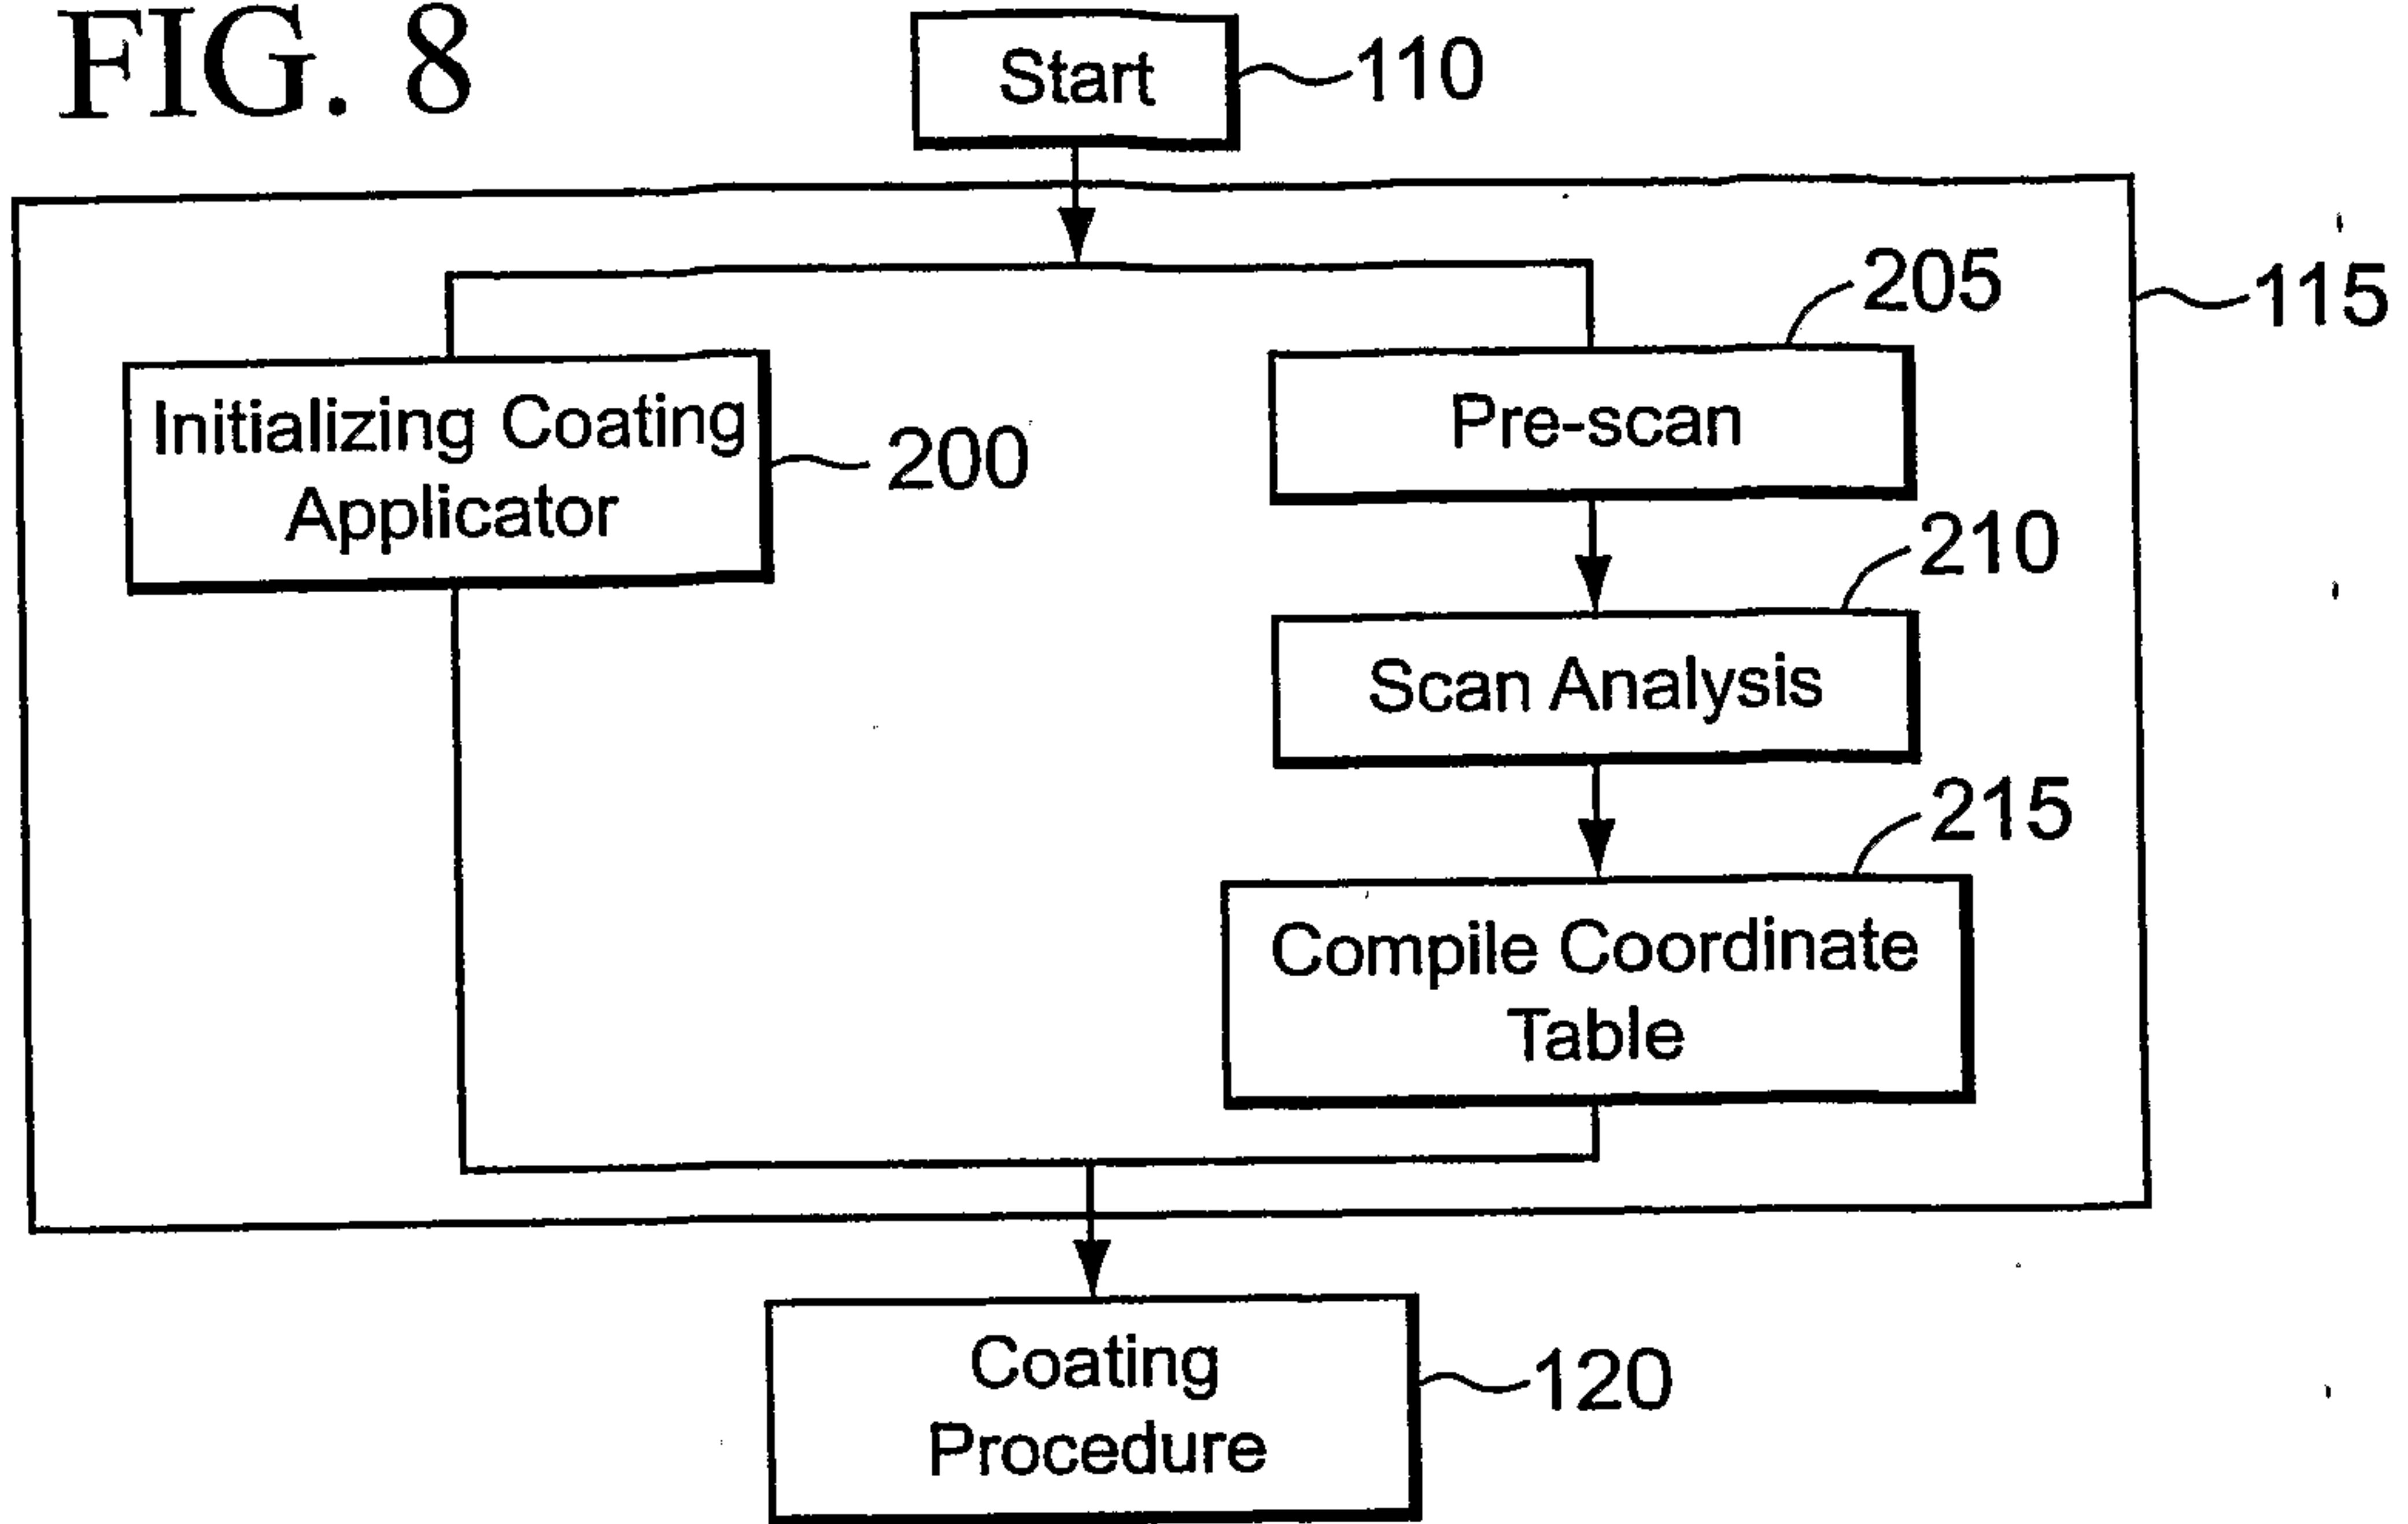 FIG. 8
Start
110
115
205
Initializing Coating
Applicator
200
Pre-scan
210
Scan Analysis
215
Compile Coordinate
Table
Coating
Procedure
120